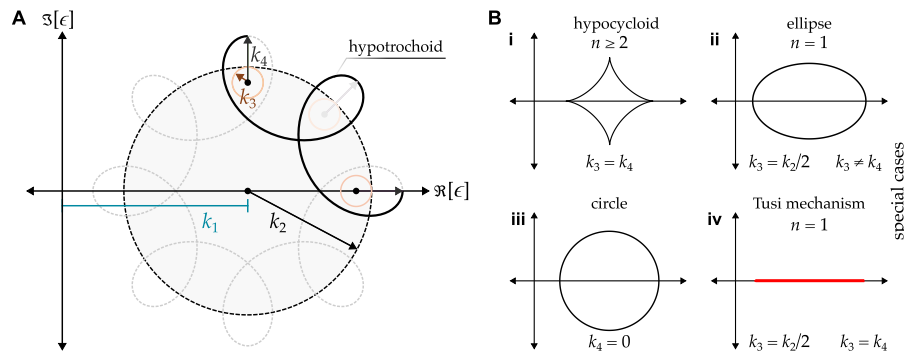 A
ℑ[ϵ]
k₄
k₃
hypotrochoid
ℜ[ϵ]
k₁
k₂
B
i
hypocycloid
n ≥ 2
k₃ = k₄
ii
ellipse
n = 1
k₃ = k₂/2 k₃ ≠ k₄
iii
circle
k₄ = 0
iv
Tusi mechanism
n = 1
k₃ = k₂/2 k₃ = k₄
special cases